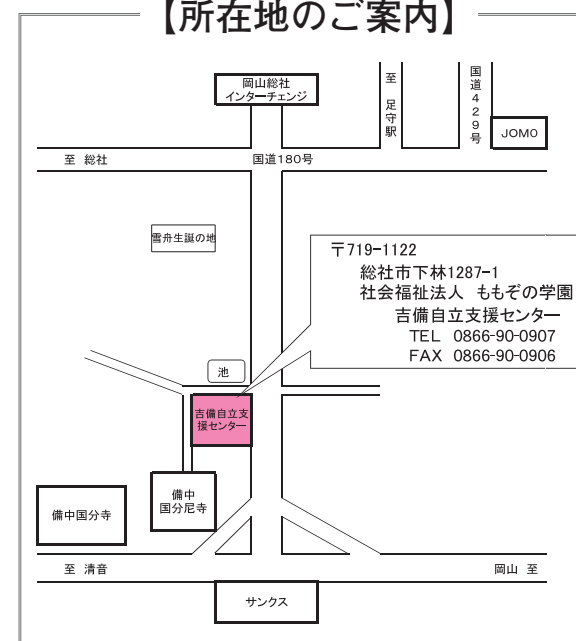 【所在地のご案内】
岡山総社
インターチェンジ
至 足守駅
国道429号
JOMO
至 総社
国道180号
雪舟生誕の地
〒719-1122
総社市下林1287-1
社会福祉法人 ももぞの学園
吉備自立支援センター
TEL 0866-90-0907
FAX 0866-90-0906
池
吉備自立支
援センター
備中
国分尼寺
備中国分寺
至 清音
岡山 至
サンクス